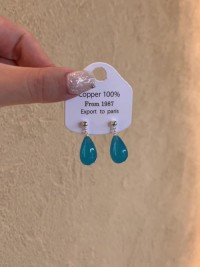 Copper 100%
From 1987
Export to paris